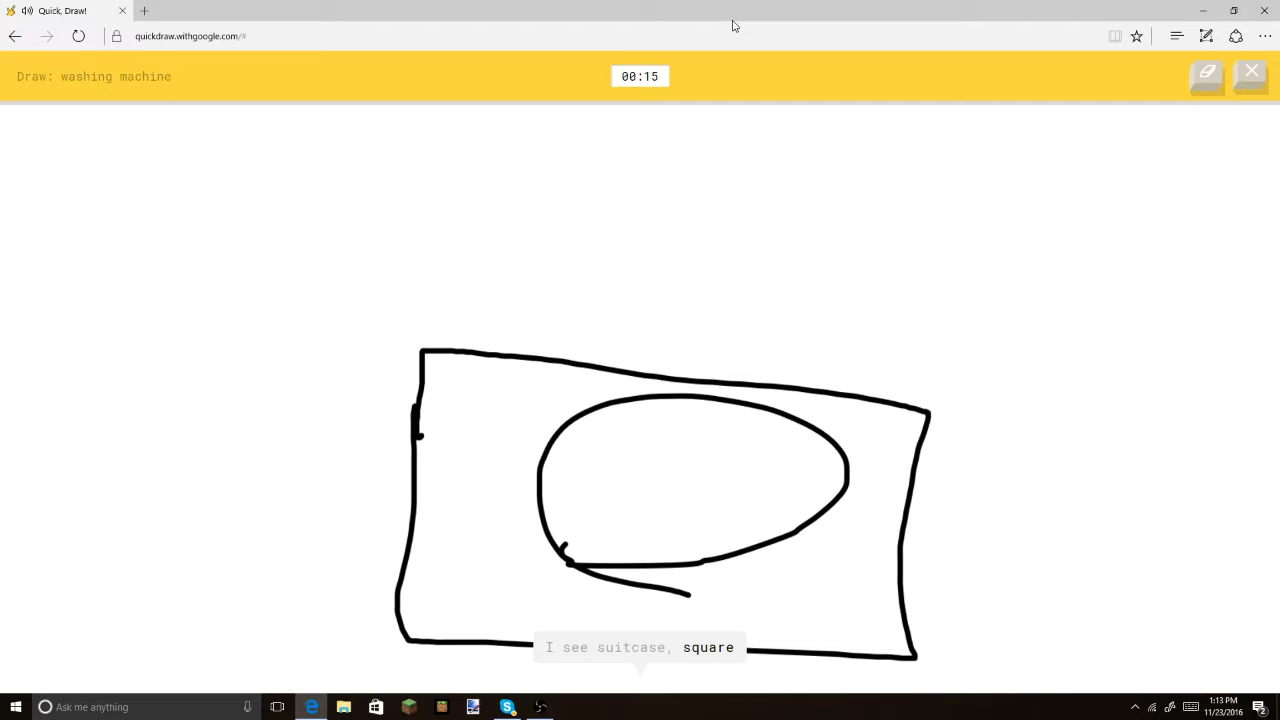 Quick, Draw!
quickdraw.withgoogle.com/#
Draw: washing machine
00:15
I see suitcase, square
Ask me anything
1:13 PM
11/23/2016
2